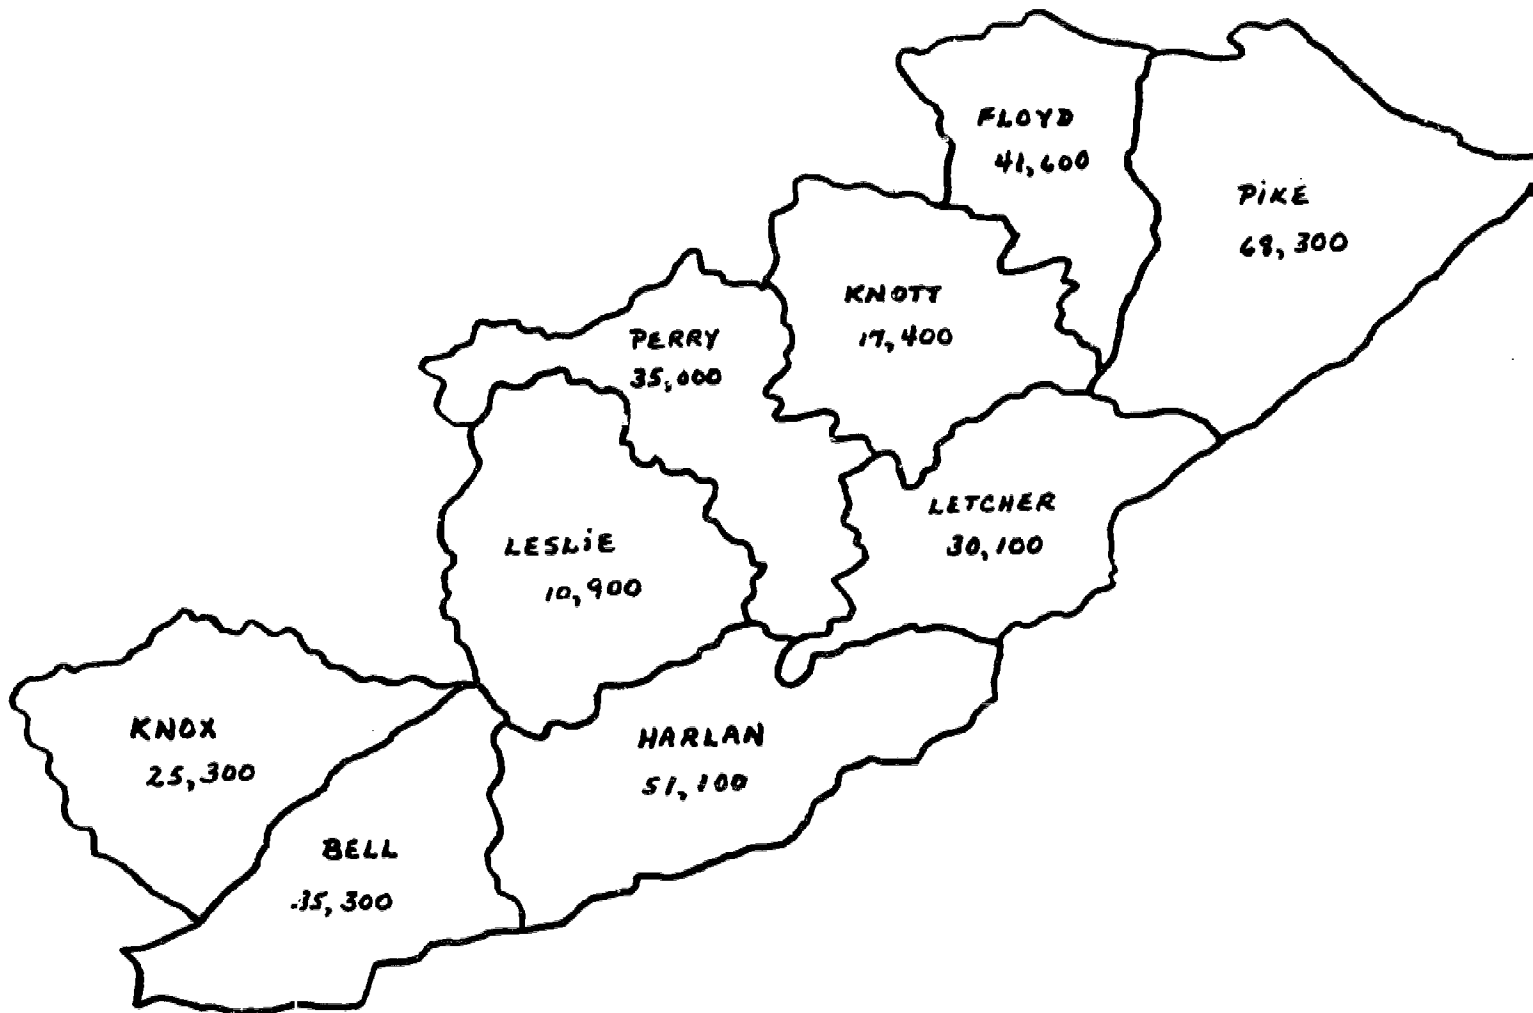 FLOYD
41,600
PIKE
68,300
KNOTT
17,400
PERRY
35,000
LETCHER
30,100
LESLIE
10,900
KNOX
25,300
HARLAN
51,100
BELL
35,300